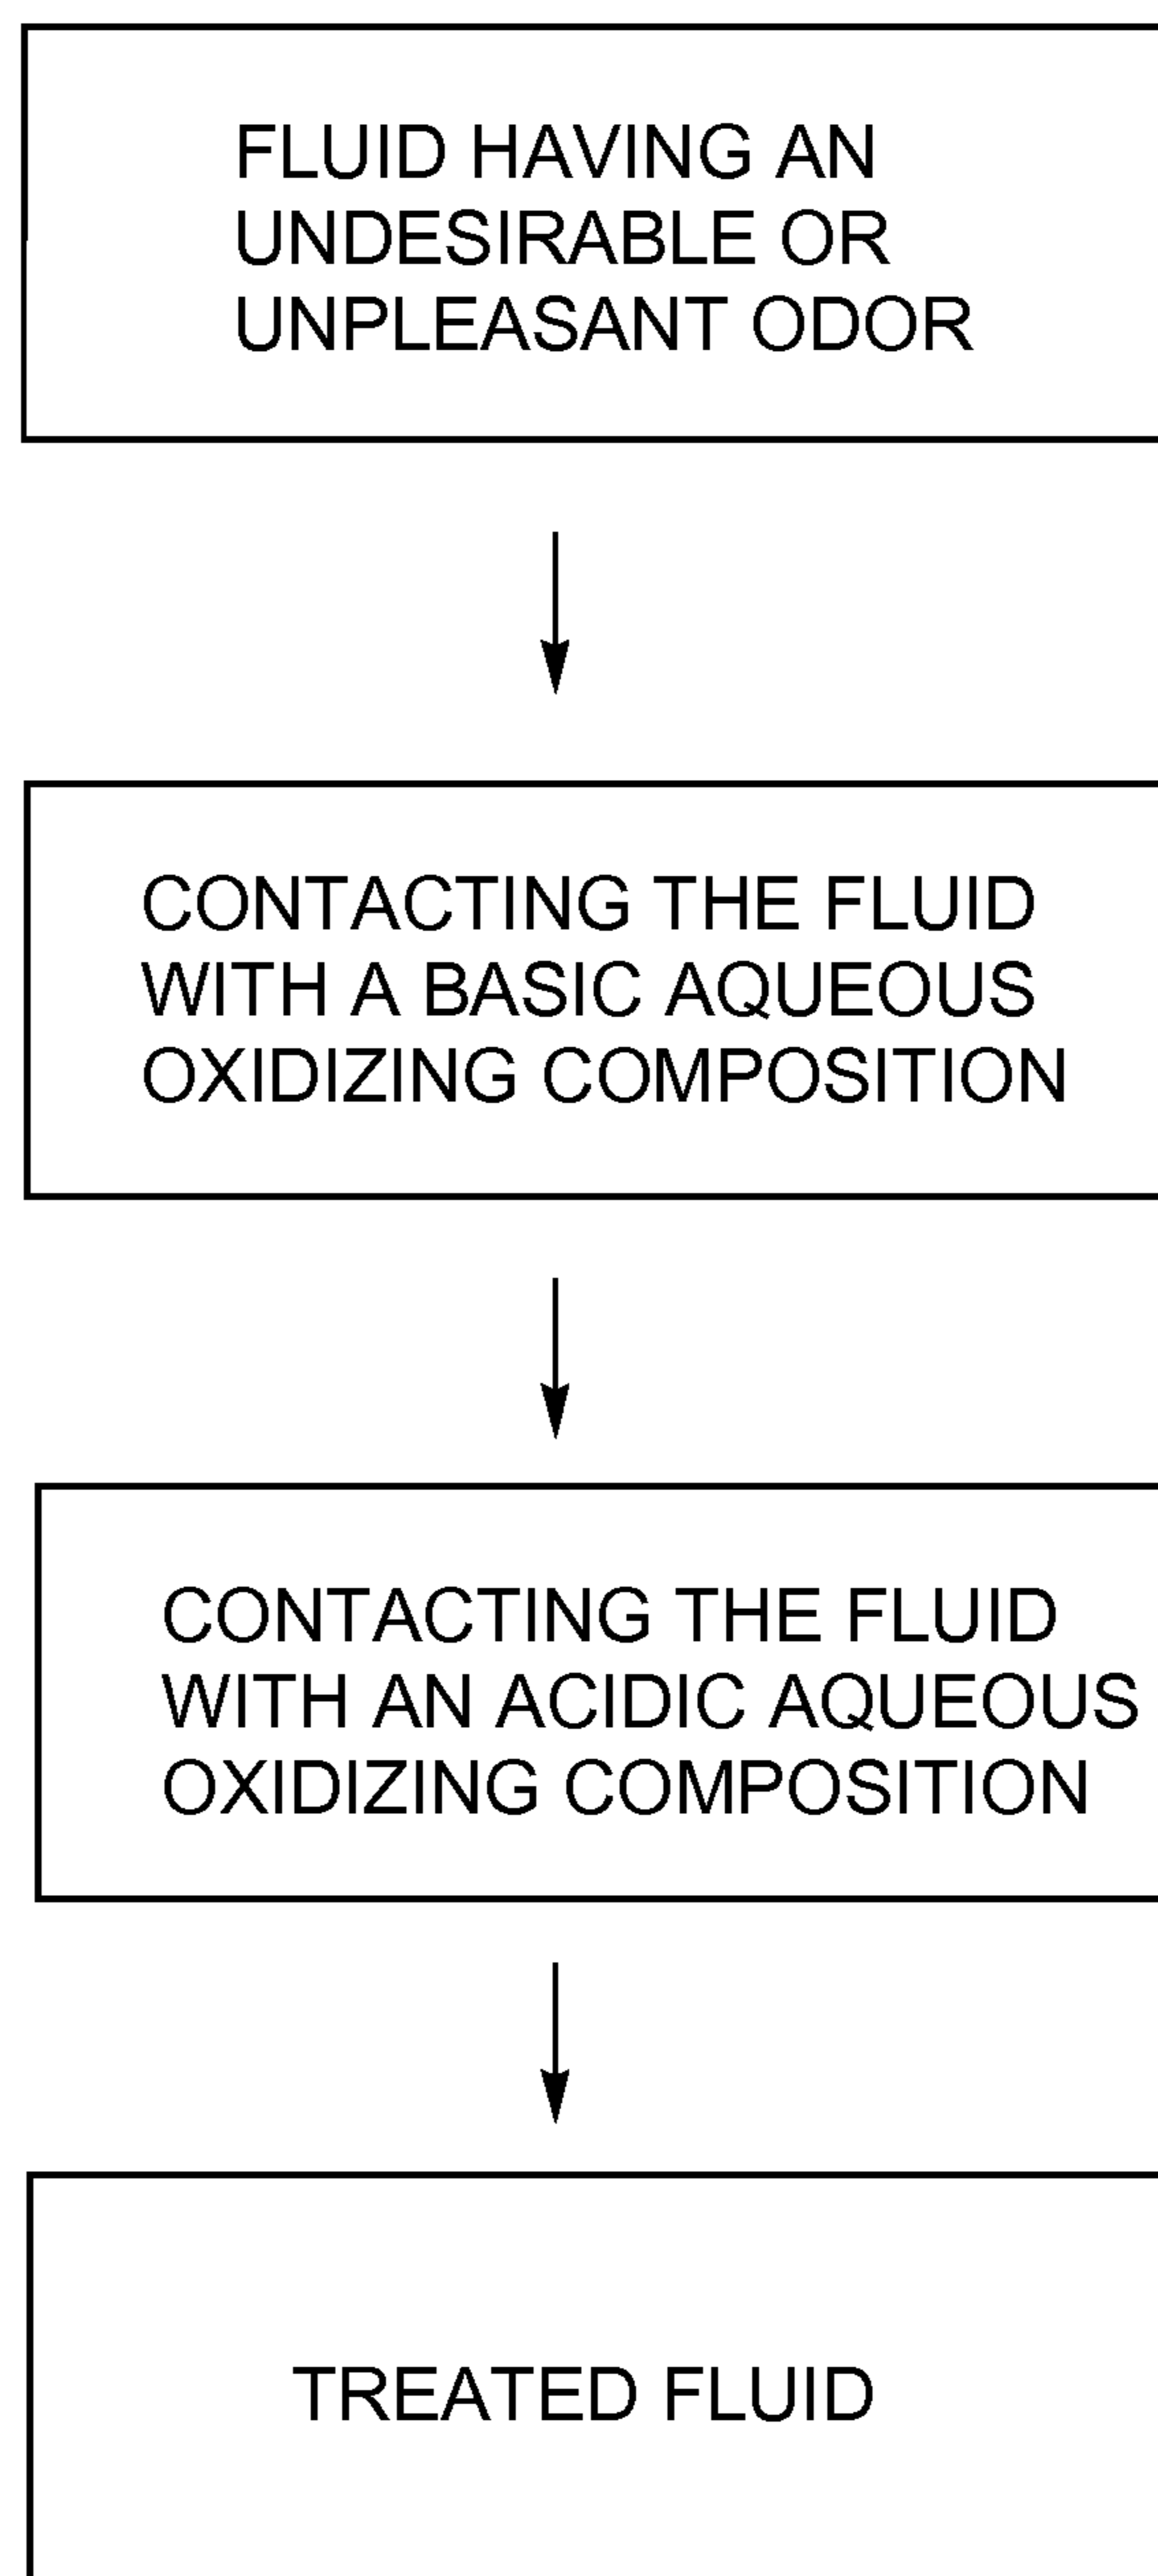 FLUID HAVING AN
UNDESIRABLE OR
UNPLEASANT ODOR
CONTACTING THE FLUID
WITH A BASIC AQUEOUS
OXIDIZING COMPOSITION
CONTACTING THE FLUID
WITH AN ACIDIC AQUEOUS
OXIDIZING COMPOSITION
TREATED FLUID